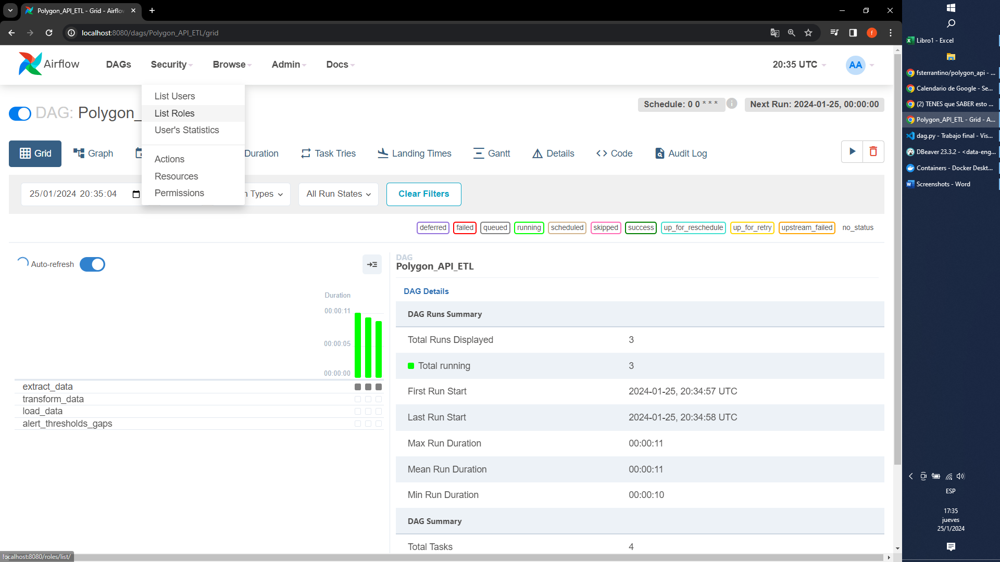 Polygon_API_ETL - Grid - Airflow
localhost:8080/dags/Polygon_API_ETL/grid
f
Airflow
DAGs
Security
Browse
Admin
Docs
20:35 UTC
AA
List Users
List Roles
User's Statistics
Actions
Resources
Permissions
DAG: Polygon_
Schedule: 0 0 * * *
i
Next Run: 2024-01-25, 00:00:00
Grid
Graph
Duration
Task Tries
Landing Times
Gantt
Details
Code
Audit Log
25/01/2024 20:35:04
n Types
All Run States
Clear Filters
deferred
failed
queued
running
scheduled
skipped
success
up_for_reschedule
up_for_retry
upstream_failed
no_status
Auto-refresh
Duration
00:00:11
00:00:05
00:00:00
extract_data
transform_data
load_data
alert_thresholds_gaps
DAG
Polygon_API_ETL
DAG Details
DAG Runs Summary
Total Runs Displayed 3
Total running 3
First Run Start 2024-01-25, 20:34:57 UTC
Last Run Start 2024-01-25, 20:34:58 UTC
Max Run Duration 00:00:11
Mean Run Duration 00:00:11
Min Run Duration 00:00:10
DAG Summary
Total Tasks 4
localhost:8080/roles/list/
Libro1 - Excel
fsterrantino/polygon_api - ...
Calendario de Google - Se...
(2) TENES que SABER esto ...
Polygon_API_ETL - Grid - A...
dag.py - Trabajo final - Vis...
DBeaver 23.3.2 - <data-eng...
Containers - Docker Deskt...
Screenshots - Word
ESP
17:35
jueves
25/1/2024